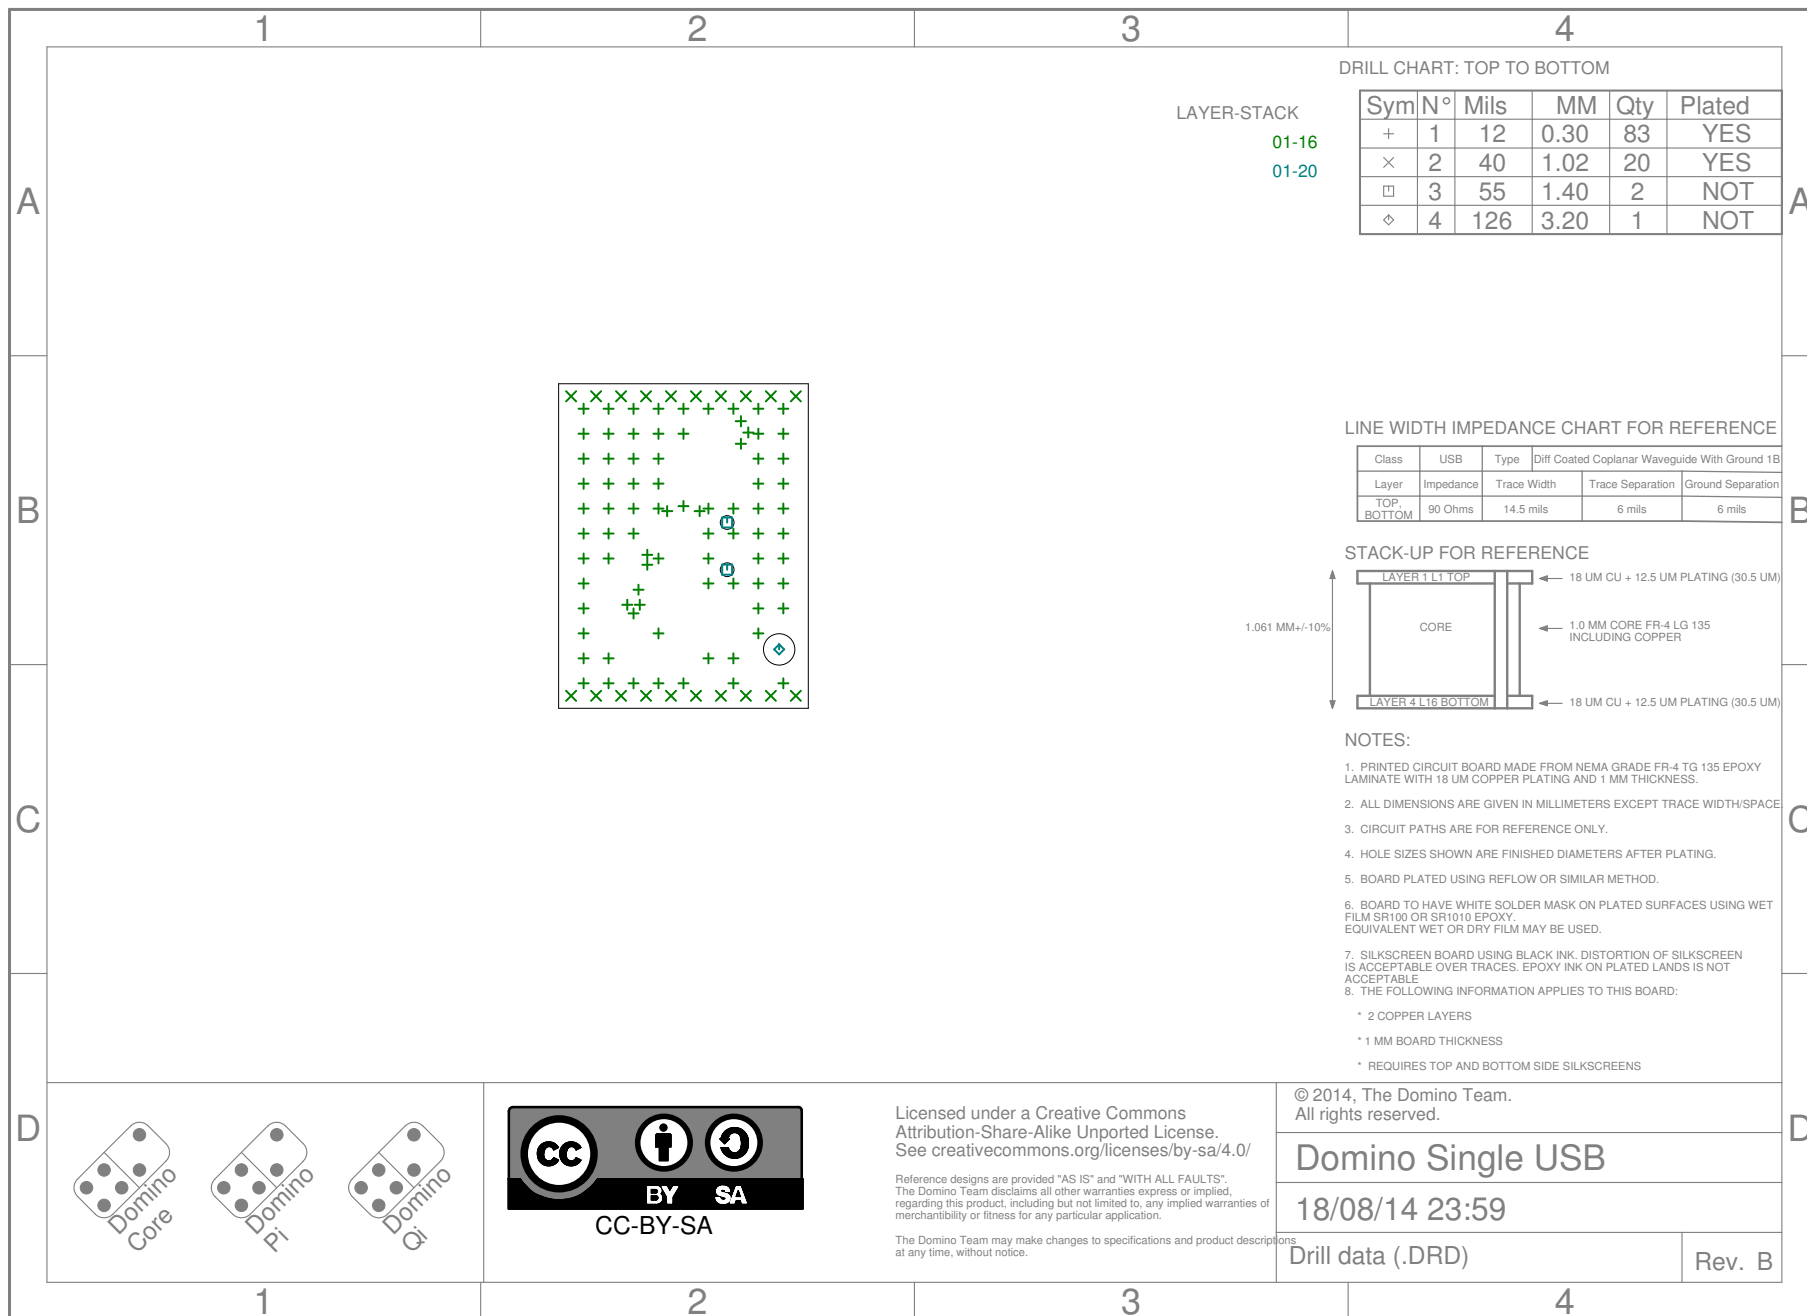 1 2 3 4
DRILL CHART: TOP TO BOTTOM
LAYER-STACK
01-16
01-20
Sym N° Mils MM Qty Plated
+ 1 12 0.30 83 YES
× 2 40 1.02 20 YES
3 55 1.40 2 NOT
4 126 3.20 1 NOT
A A
LINE WIDTH IMPEDANCE CHART FOR REFERENCE
Class USB Type Diff Coated Coplanar Waveguide With Ground 1B
Layer Impedance Trace Width Trace Separation Ground Separation
TOP,
BOTTOM 90 Ohms 14.5 mils 6 mils 6 mils
B B
STACK-UP FOR REFERENCE
LAYER 1 L1 TOP 18 UM CU + 12.5 UM PLATING (30.5 UM)
1.061 MM+/-10% CORE 1.0 MM CORE FR-4 LG 135
INCLUDING COPPER
LAYER 4 L16 BOTTOM 18 UM CU + 12.5 UM PLATING (30.5 UM)
NOTES:
1. PRINTED CIRCUIT BOARD MADE FROM NEMA GRADE FR-4 TG 135 EPOXY
LAMINATE WITH 18 UM COPPER PLATING AND 1 MM THICKNESS.
2. ALL DIMENSIONS ARE GIVEN IN MILLIMETERS EXCEPT TRACE WIDTH/SPACE
C C
3. CIRCUIT PATHS ARE FOR REFERENCE ONLY.
4. HOLE SIZES SHOWN ARE FINISHED DIAMETERS AFTER PLATING.
5. BOARD PLATED USING REFLOW OR SIMILAR METHOD.
6. BOARD TO HAVE WHITE SOLDER MASK ON PLATED SURFACES USING WET
FILM SR100 OR SR1010 EPOXY.
EQUIVALENT WET OR DRY FILM MAY BE USED.
7. SILKSCREEN BOARD USING BLACK INK. DISTORTION OF SILKSCREEN
IS ACCEPTABLE OVER TRACES. EPOXY INK ON PLATED LANDS IS NOT
ACCEPTABLE
8. THE FOLLOWING INFORMATION APPLIES TO THIS BOARD:
* 2 COPPER LAYERS
* 1 MM BOARD THICKNESS
* REQUIRES TOP AND BOTTOM SIDE SILKSCREENS
D D
Domino
Core
Domino
Pi
Domino
Qi
cc
BY SA
CC-BY-SA
Licensed under a Creative Commons
Attribution-Share-Alike Unported License.
See creativecommons.org/licenses/by-sa/4.0/
Reference designs are provided "AS IS" and "WITH ALL FAULTS".
The Domino Team disclaims all other warranties express or implied,
regarding this product, including but not limited to, any implied warranties of
merchantibility or fitness for any particular application.
The Domino Team may make changes to specifications and product descriptions
at any time, without notice.
© 2014, The Domino Team.
All rights reserved.
Domino Single USB
18/08/14 23:59
Drill data (.DRD)
Rev. B
1 2 3 4